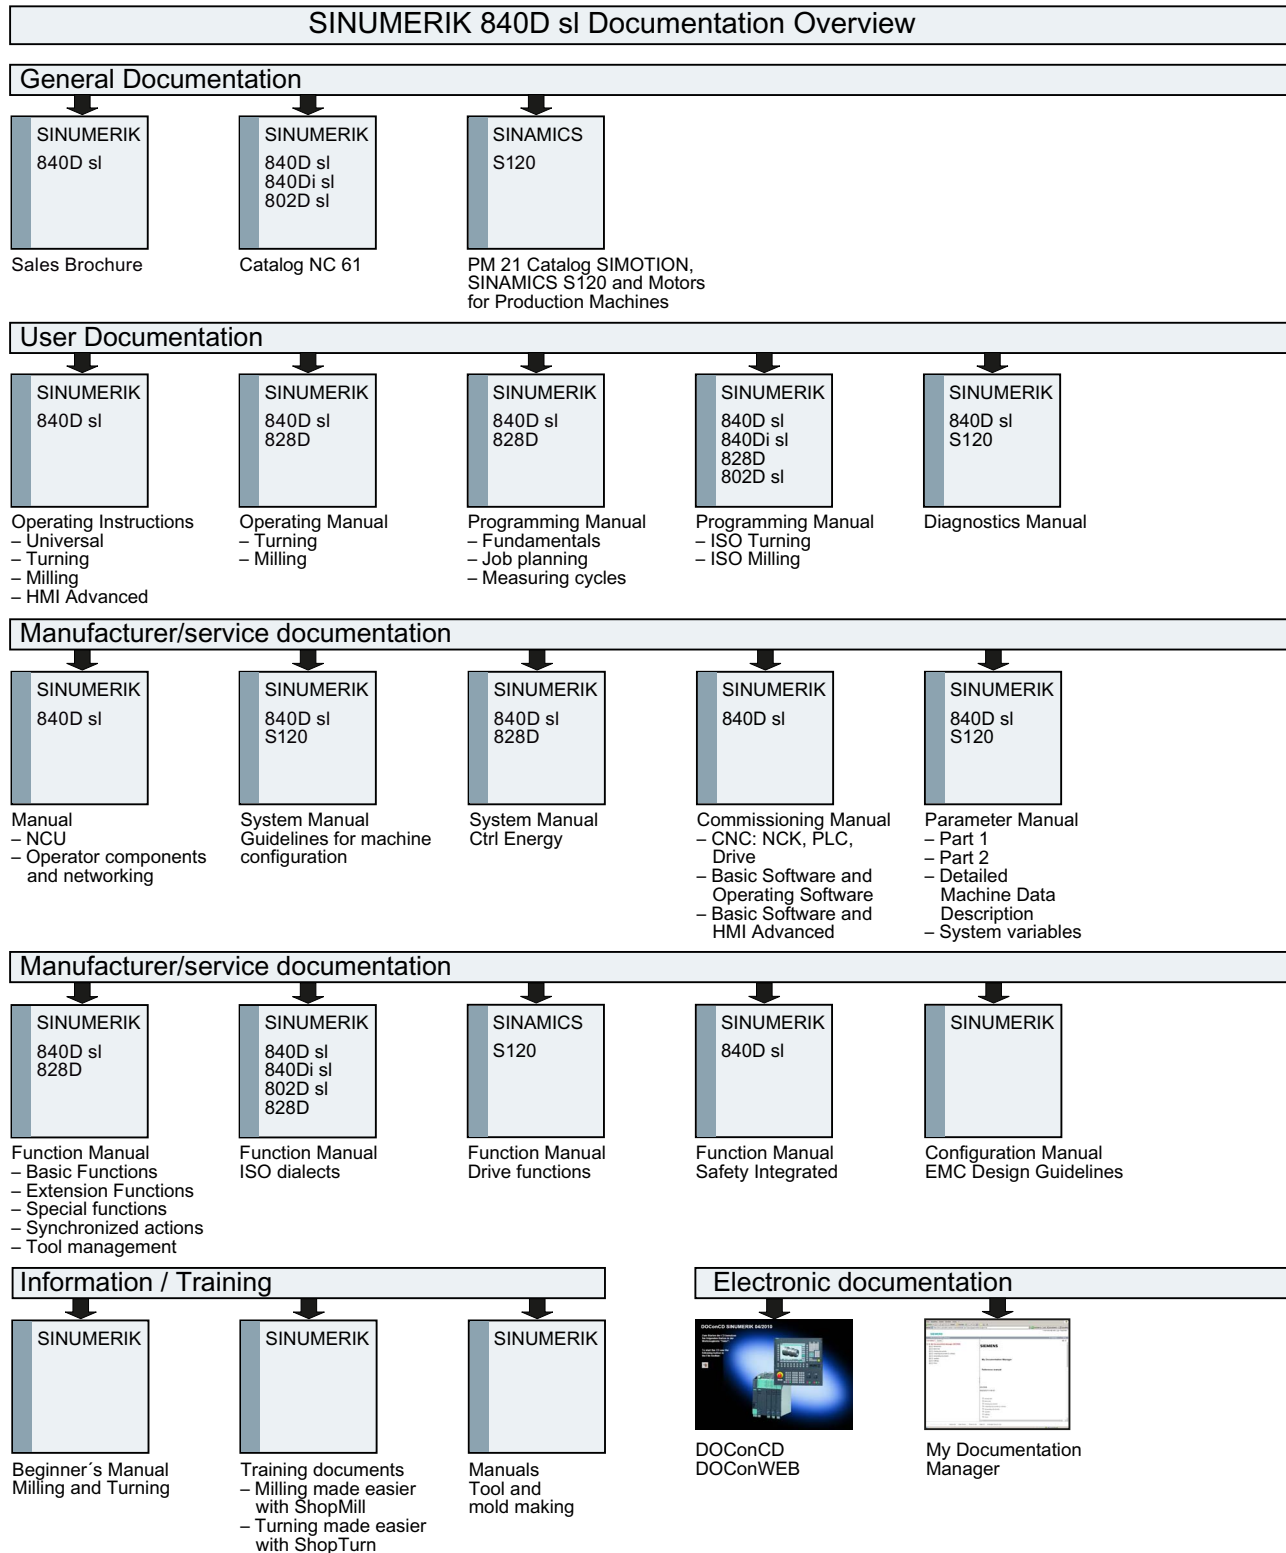 SINUMERIK 840D sl Documentation Overview
General Documentation
SINUMERIK
840D sl
Sales Brochure
SINUMERIK
840D sl
840Di sl
802D sl
Catalog NC 61
SINAMICS
S120
PM 21 Catalog SIMOTION,
SINAMICS S120 and Motors
for Production Machines
User Documentation
SINUMERIK
840D sl
Operating Instructions
– Universal
– Turning
– Milling
– HMI Advanced
SINUMERIK
840D sl
828D
Operating Manual
– Turning
– Milling
SINUMERIK
840D sl
828D
Programming Manual
– Fundamentals
– Job planning
– Measuring cycles
SINUMERIK
840D sl
840Di sl
828D
802D sl
Programming Manual
– ISO Turning
– ISO Milling
SINUMERIK
840D sl
S120
Diagnostics Manual
Manufacturer/service documentation
SINUMERIK
840D sl
Manual
– NCU
– Operator components
and networking
SINUMERIK
840D sl
S120
System Manual
Guidelines for machine
configuration
SINUMERIK
840D sl
828D
System Manual
Ctrl Energy
SINUMERIK
840D sl
Commissioning Manual
– CNC: NCK, PLC,
Drive
– Basic Software and
Operating Software
– Basic Software and
HMI Advanced
SINUMERIK
840D sl
S120
Parameter Manual
– Part 1
– Part 2
– Detailed
Machine Data
Description
– System variables
Manufacturer/service documentation
SINUMERIK
840D sl
828D
Function Manual
– Basic Functions
– Extension Functions
– Special functions
– Synchronized actions
– Tool management
SINUMERIK
840D sl
840Di sl
802D sl
828D
Function Manual
ISO dialects
SINAMICS
S120
Function Manual
Drive functions
SINUMERIK
840D sl
Function Manual
Safety Integrated
SINUMERIK
Configuration Manual
EMC Design Guidelines
Information / Training
SINUMERIK
Beginner´s Manual
Milling and Turning
SINUMERIK
Training documents
– Milling made easier
with ShopMill
– Turning made easier
with ShopTurn
SINUMERIK
Manuals
Tool and
mold making
Electronic documentation
DOConCD SINUMERIK 04/2010
DOConCD
DOConWEB
SIEMENS
My Documentation Manager
My Documentation
Manager